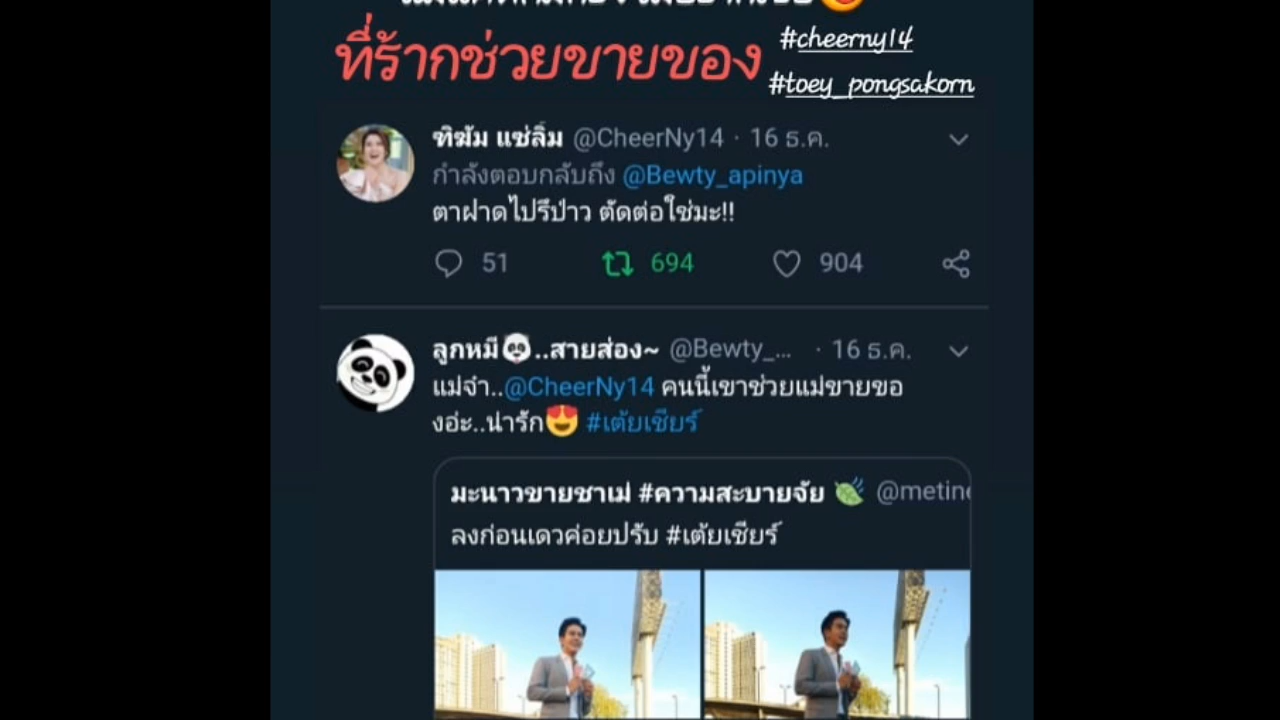 ที่ร้ากช่วยขายของ
#cheerny14
#toey_pongsakorn
ฑิฆัม แซ่ลิ้ม @CheerNy14 · 16 ธ.ค.
กำลังตอบกลับถึง @Bewty_apinya
ตาฝาดไปรึป่าว ตัดต่อใช่มะ!!
51 694 904
ลูกหมี🐼..สายส่อง~ @Bewty_... · 16 ธ.ค.
แม่จำ..@CheerNy14 คนนี้เขาช่วยแม่ขายขอ
งอ่ะ..น่ารัก😍 #เต้ยเชียร์
มะนาวขายชาเม่ #ความสะบายจัย 🍃 @metin
ลงก่อนเดวค่อยปรับ #เต้ยเชียร์